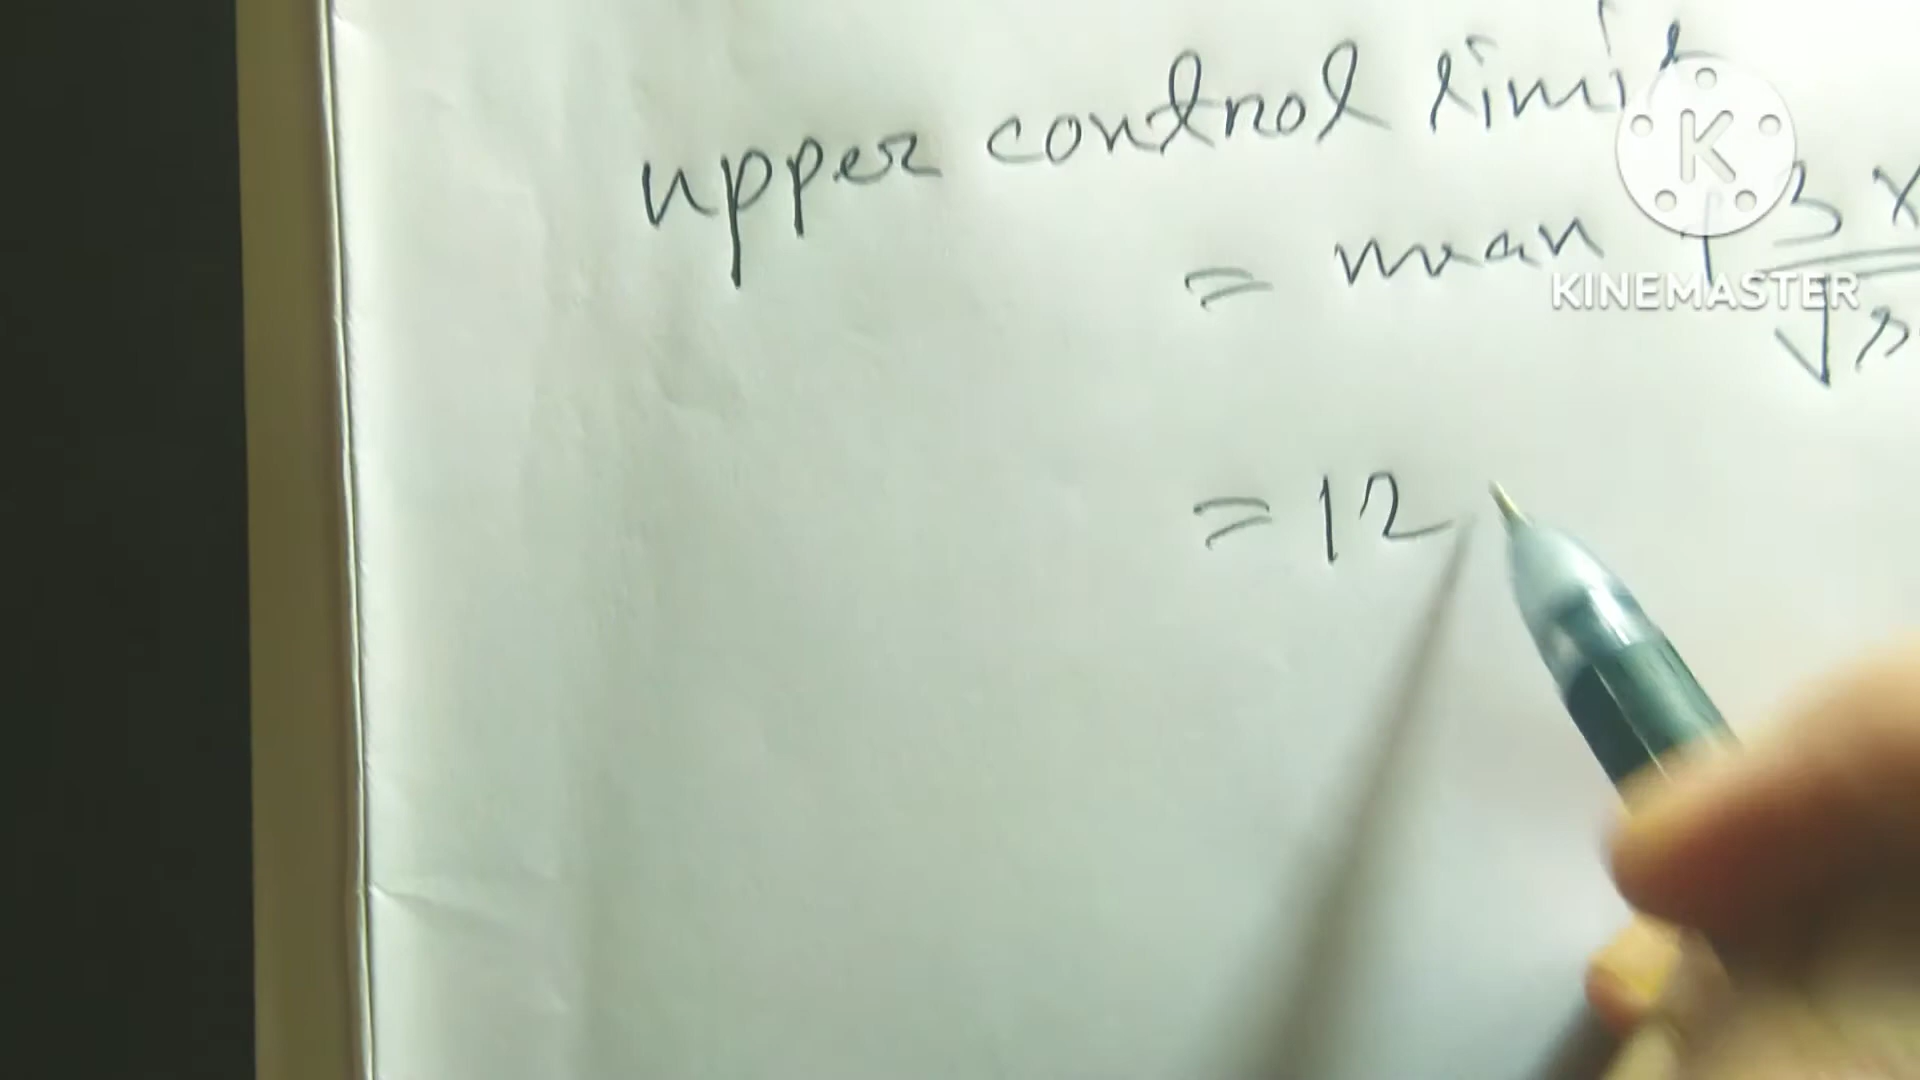 upper control limit
= mean + 3 x
√s
= 12
K
KINEMASTER